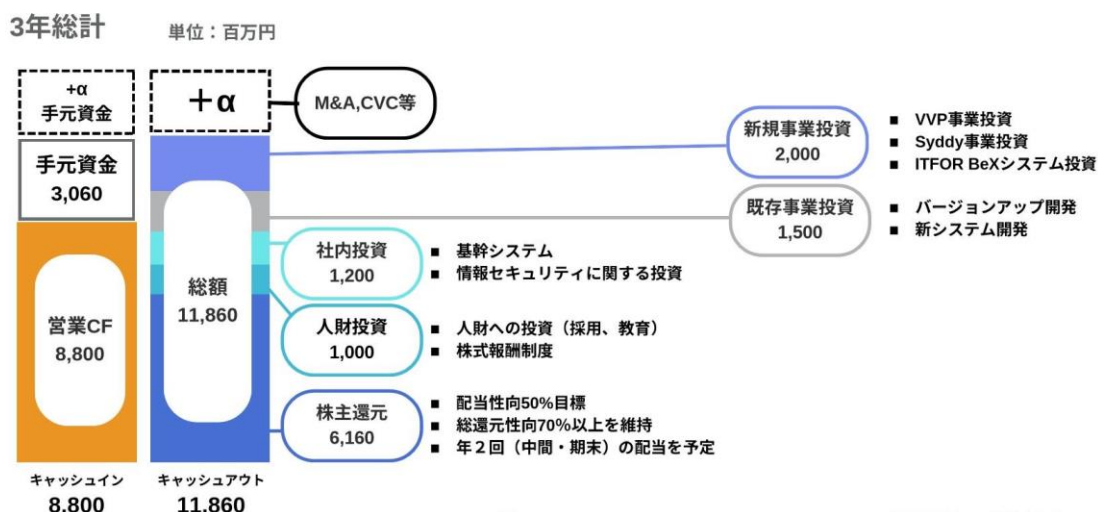 3年総計
単位：百万円
+α
手元資金
手元資金
3,060
営業CF
8,800
キャッシュイン
8,800
＋α
総額
11,860
キャッシュアウト
11,860
M&A,CVC等
新規事業投資
2,000
■ VVP事業投資
■ Syddy事業投資
■ ITFOR BeXシステム投資
既存事業投資
1,500
■ バージョンアップ開発
■ 新システム開発
社内投資
1,200
■ 基幹システム
■ 情報セキュリティに関する投資
人財投資
1,000
■ 人財への投資（採用、教育）
■ 株式報酬制度
株主還元
6,160
■ 配当性向50%目標
■ 総還元性向70%以上を維持
■ 年２回（中間・期末）の配当を予定